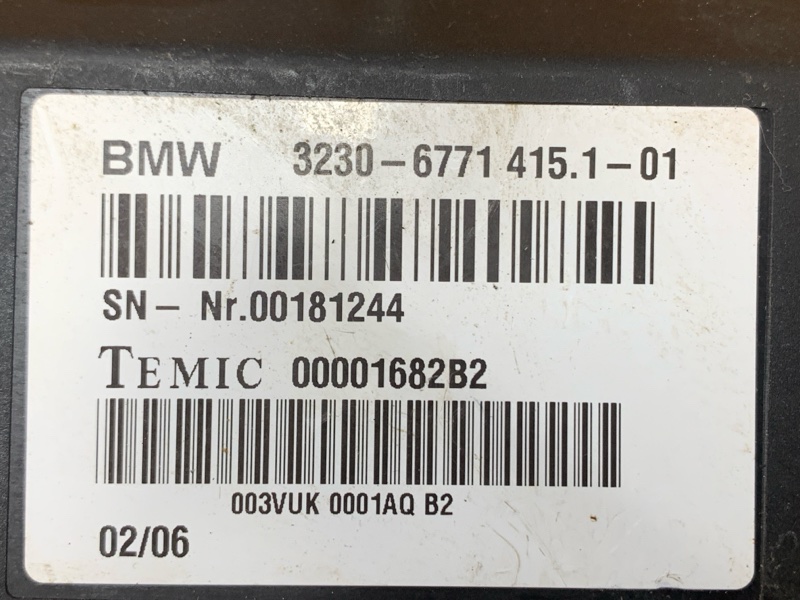 BMW 3230-6771 415.1-01
SN- Nr.00181244
TEMIC 00001682B2
003VUK 0001AQ B2
02/06